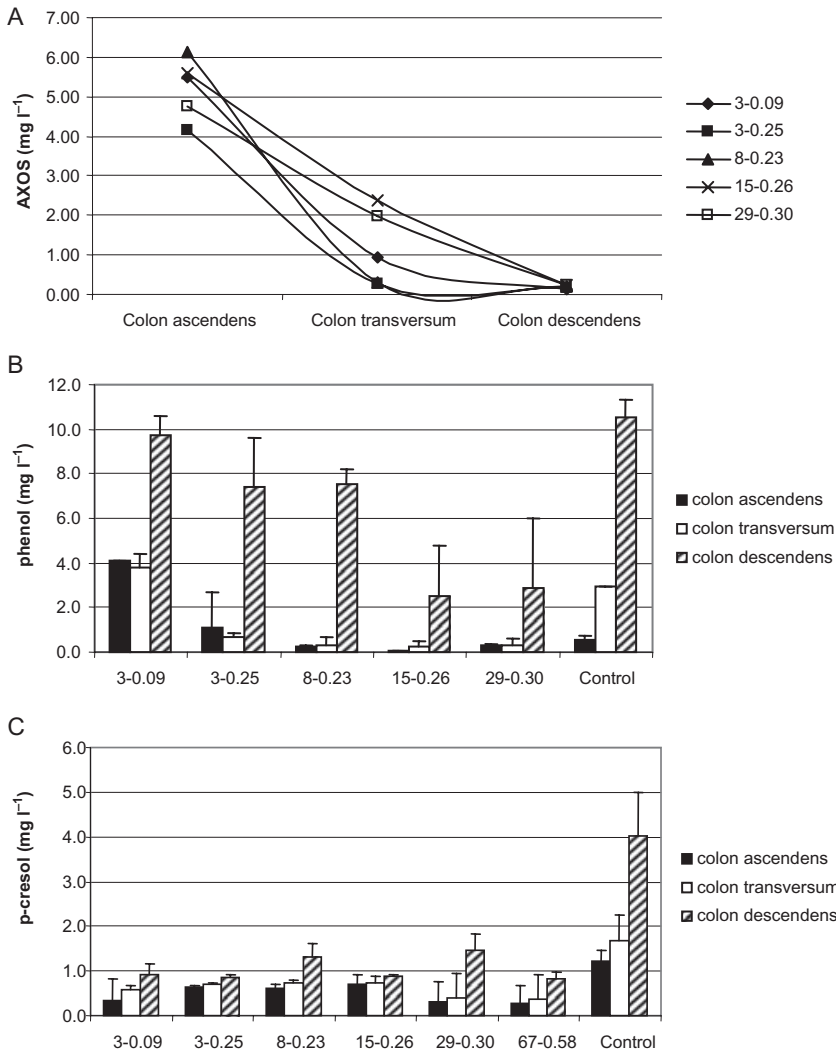 A
7.00
6.00
5.00
4.00
3.00
2.00
1.00
0.00
AXOS (mg l⁻¹)
Colon ascendens Colon transversum Colon descendens
3-0.09
3-0.25
8-0.23
15-0.26
29-0.30
B
12.0
10.0
8.0
6.0
4.0
2.0
0.0
phenol (mg l⁻¹)
3-0.09 3-0.25 8-0.23 15-0.26 29-0.30 Control
colon ascendens
colon transversum
colon descendens
C
6.0
5.0
4.0
3.0
2.0
1.0
0.0
p-cresol (mg l⁻¹)
3-0.09 3-0.25 8-0.23 15-0.26 29-0.30 67-0.58 Control
colon ascendens
colon transversum
colon descendens